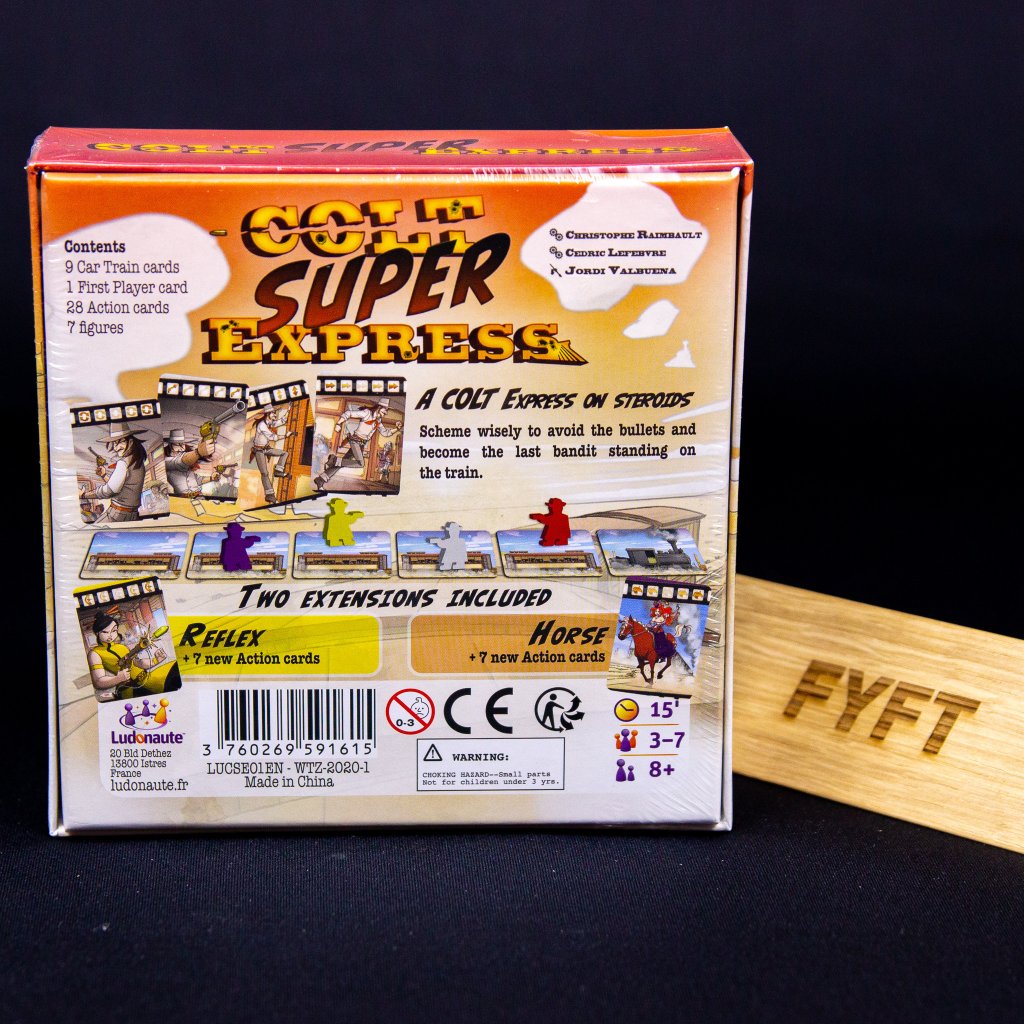 COLT SUPER EXPRESS
Contents
9 Car Train cards
1 First Player card
28 Action cards
7 figures
COLT
SUPER
EXPRESS
CHRISTOPHE RAIMBAULT
CEDRIC LEFEBVRE
JORDI VALBUENA
A COLT EXPRESS ON STEROIDS
Scheme wisely to avoid the bullets and
become the last bandit standing on
the train.
TWO EXTENSIONS INCLUDED
REFLEX
+ 7 new Action cards
HORSE
+ 7 new Action cards
Ludonaute
20 Bld Dethez
13800 Istres
France
ludonaute.fr
3 760269 591615
LUCSE01EN - WTZ-2020-1
Made in China
0-3
CE
WARNING:
CHOKING HAZARD--Small parts
Not for children under 3 yrs.
15'
3-7
8+
FYFT